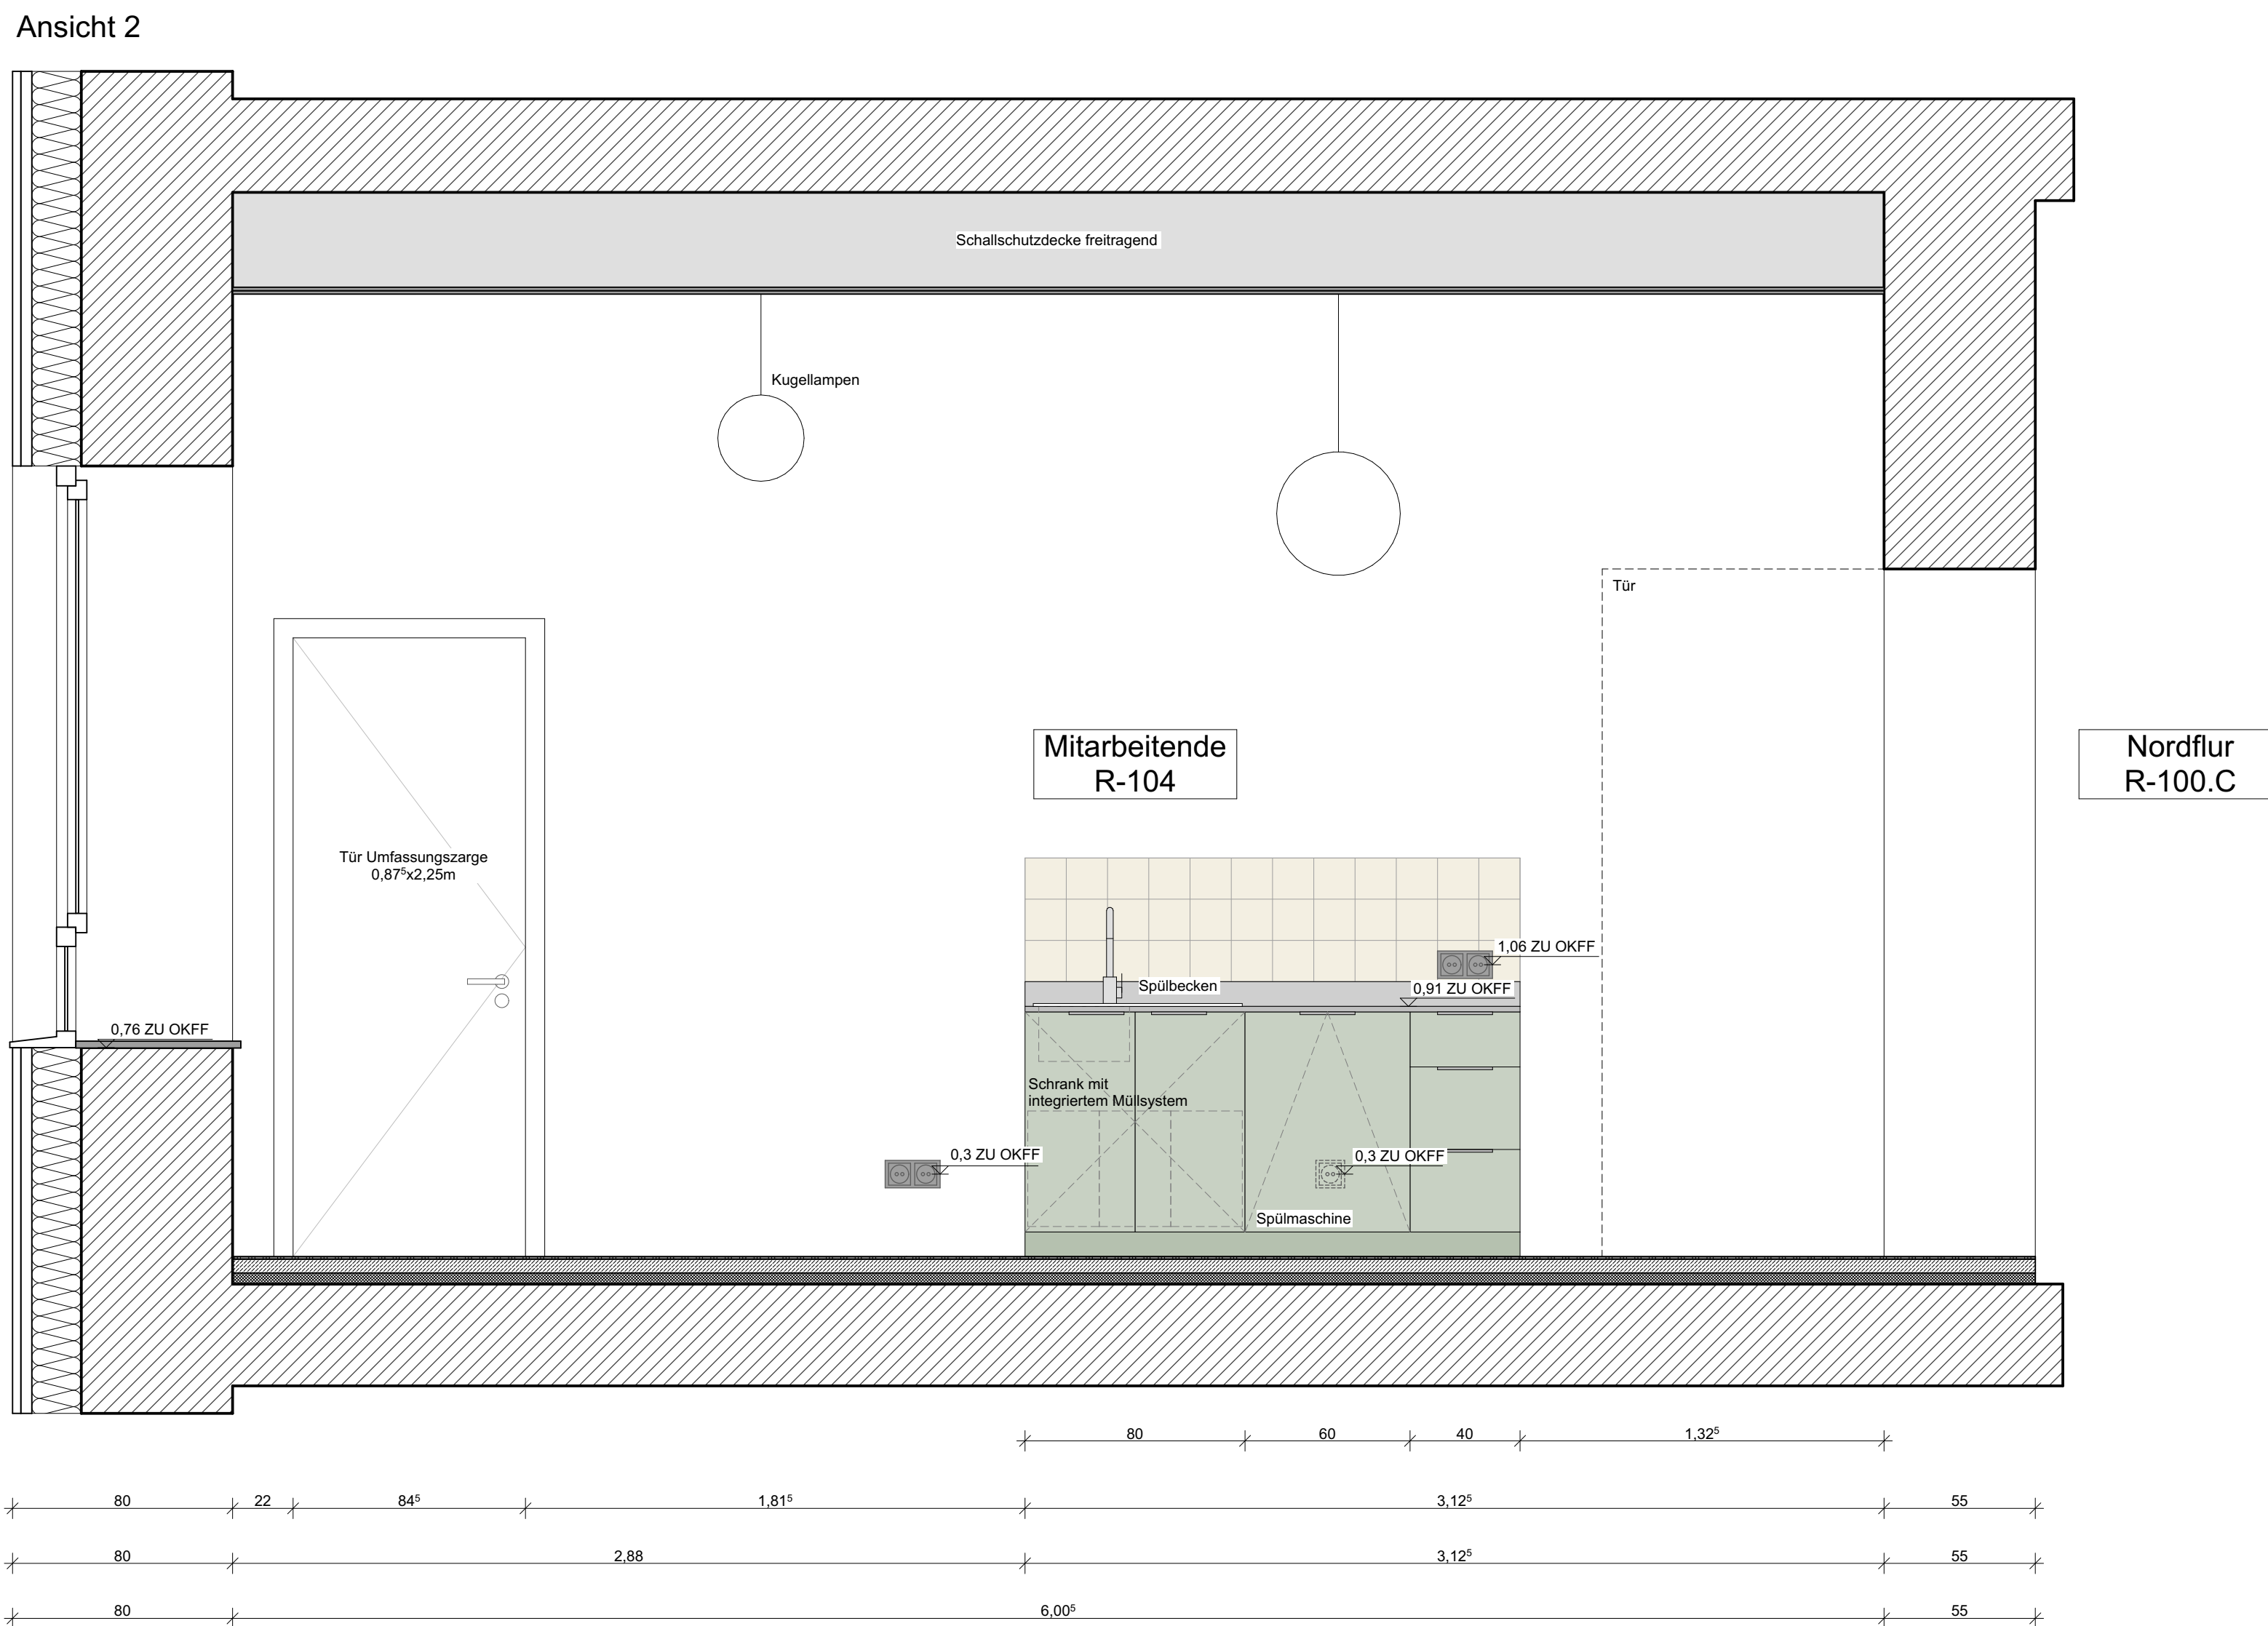 Ansicht 2
Schallschutzdecke freitragend
Kugellampen
Tür
Mitarbeitende
R-104
Nordflur
R-100.C
Tür Umfassungszarge
0,87⁵x2,25m
1,06 ZU OKFF
Spülbecken
0,91 ZU OKFF
0,76 ZU OKFF
Schrank mit
integriertem Müllsystem
0,3 ZU OKFF
0,3 ZU OKFF
Spülmaschine
80 60 40 1,32⁵
80 22 84⁵ 1,81⁵ 3,12⁵ 55
80 2,88 3,12⁵ 55
80 6,00⁵ 55